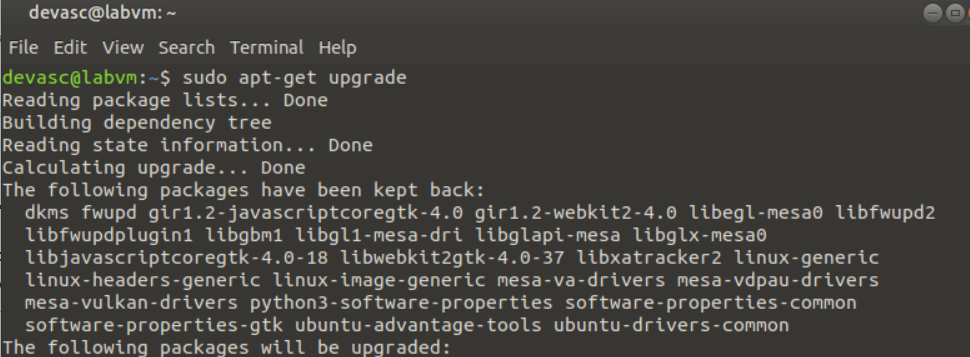 devasc@labvm: ~
File Edit View Search Terminal Help
devasc@labvm:~$ sudo apt-get upgrade
Reading package lists... Done
Building dependency tree
Reading state information... Done
Calculating upgrade... Done
The following packages have been kept back:
  dkms fwupd gir1.2-javascriptcoregtk-4.0 gir1.2-webkit2-4.0 libegl-mesa0 libfwupd2
  libfwupdplugin1 libgbm1 libgl1-mesa-dri libglapi-mesa libglx-mesa0
  libjavascriptcoregtk-4.0-18 libwebkit2gtk-4.0-37 libxatracker2 linux-generic
  linux-headers-generic linux-image-generic mesa-va-drivers mesa-vdpau-drivers
  mesa-vulkan-drivers python3-software-properties software-properties-common
  software-properties-gtk ubuntu-advantage-tools ubuntu-drivers-common
The following packages will be upgraded: